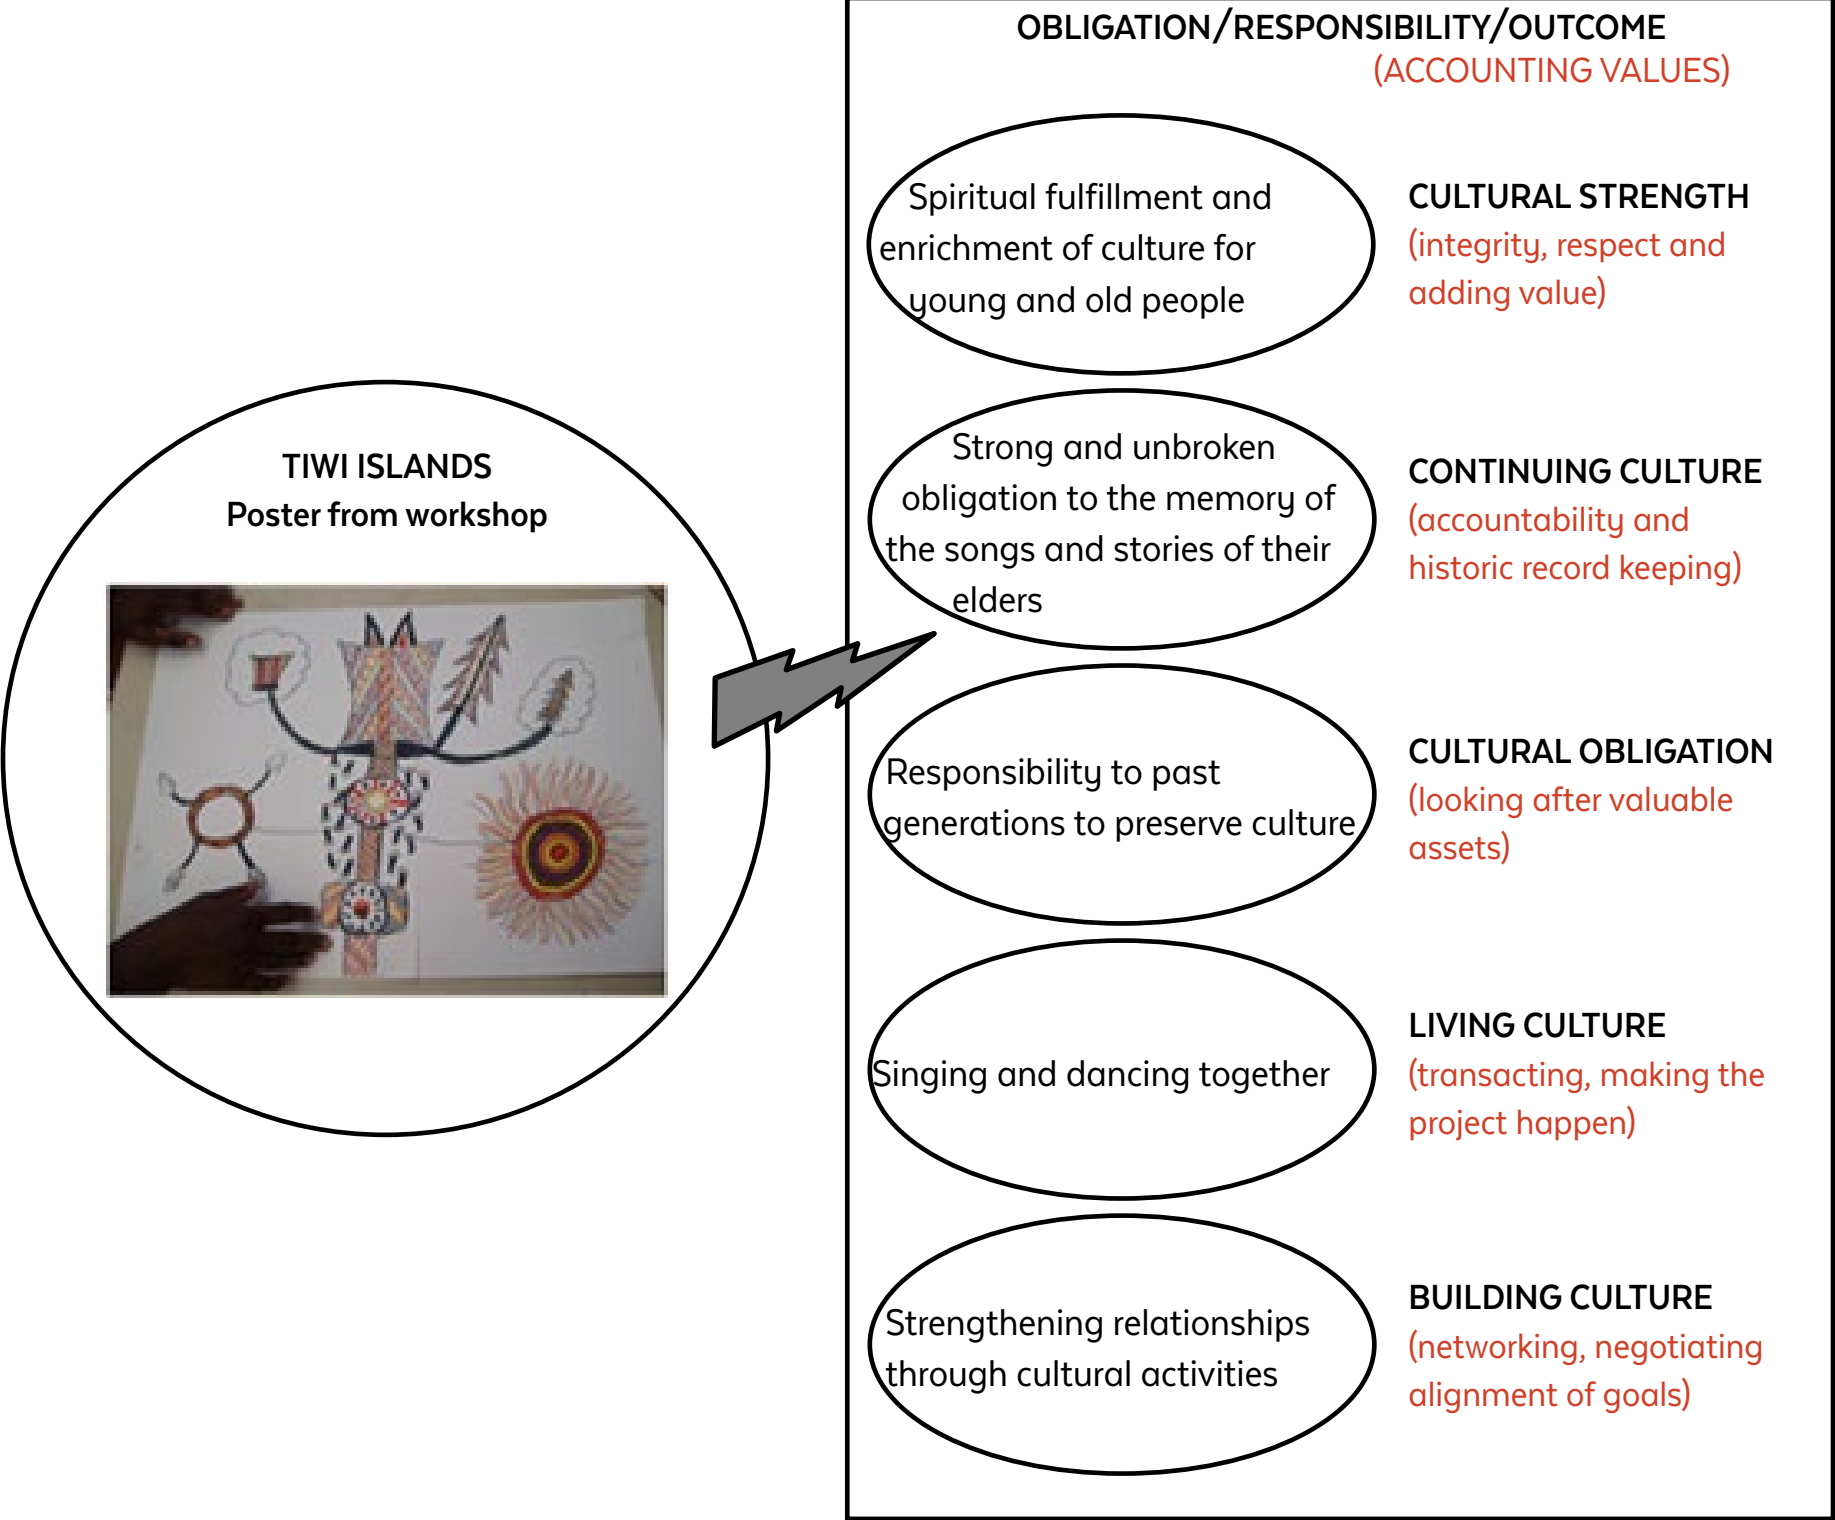 OBLIGATION/RESPONSIBILITY/OUTCOME
(ACCOUNTING VALUES)
TIWI ISLANDS
Poster from workshop
Spiritual fulfillment and
enrichment of culture for
young and old people
CULTURAL STRENGTH
(integrity, respect and
adding value)
Strong and unbroken
obligation to the memory of
the songs and stories of their
elders
CONTINUING CULTURE
(accountability and
historic record keeping)
Responsibility to past
generations to preserve culture
CULTURAL OBLIGATION
(looking after valuable
assets)
Singing and dancing together
LIVING CULTURE
(transacting, making the
project happen)
Strengthening relationships
through cultural activities
BUILDING CULTURE
(networking, negotiating
alignment of goals)